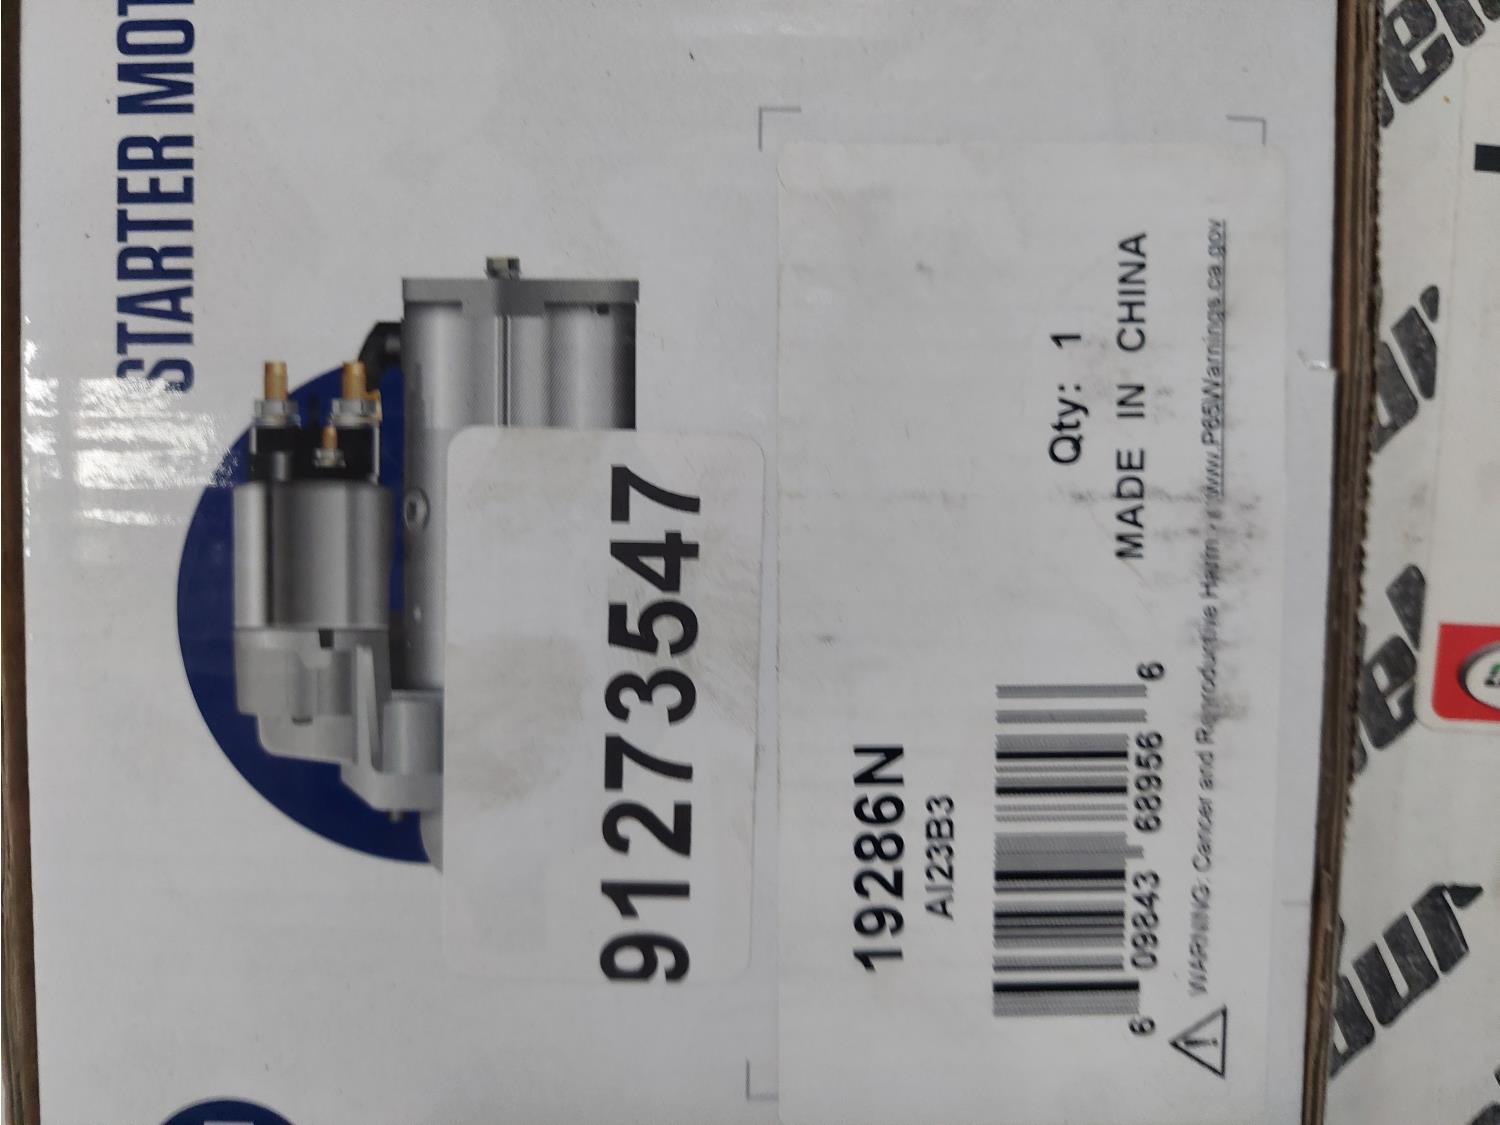 STARTER MOT
91273547
19286N
AI23B3
Qty: 1
MADE IN CHINA
6 09843 68956 6
WARNING: Cancer and Reproductive Harm - www.P65Warnings.ca.gov